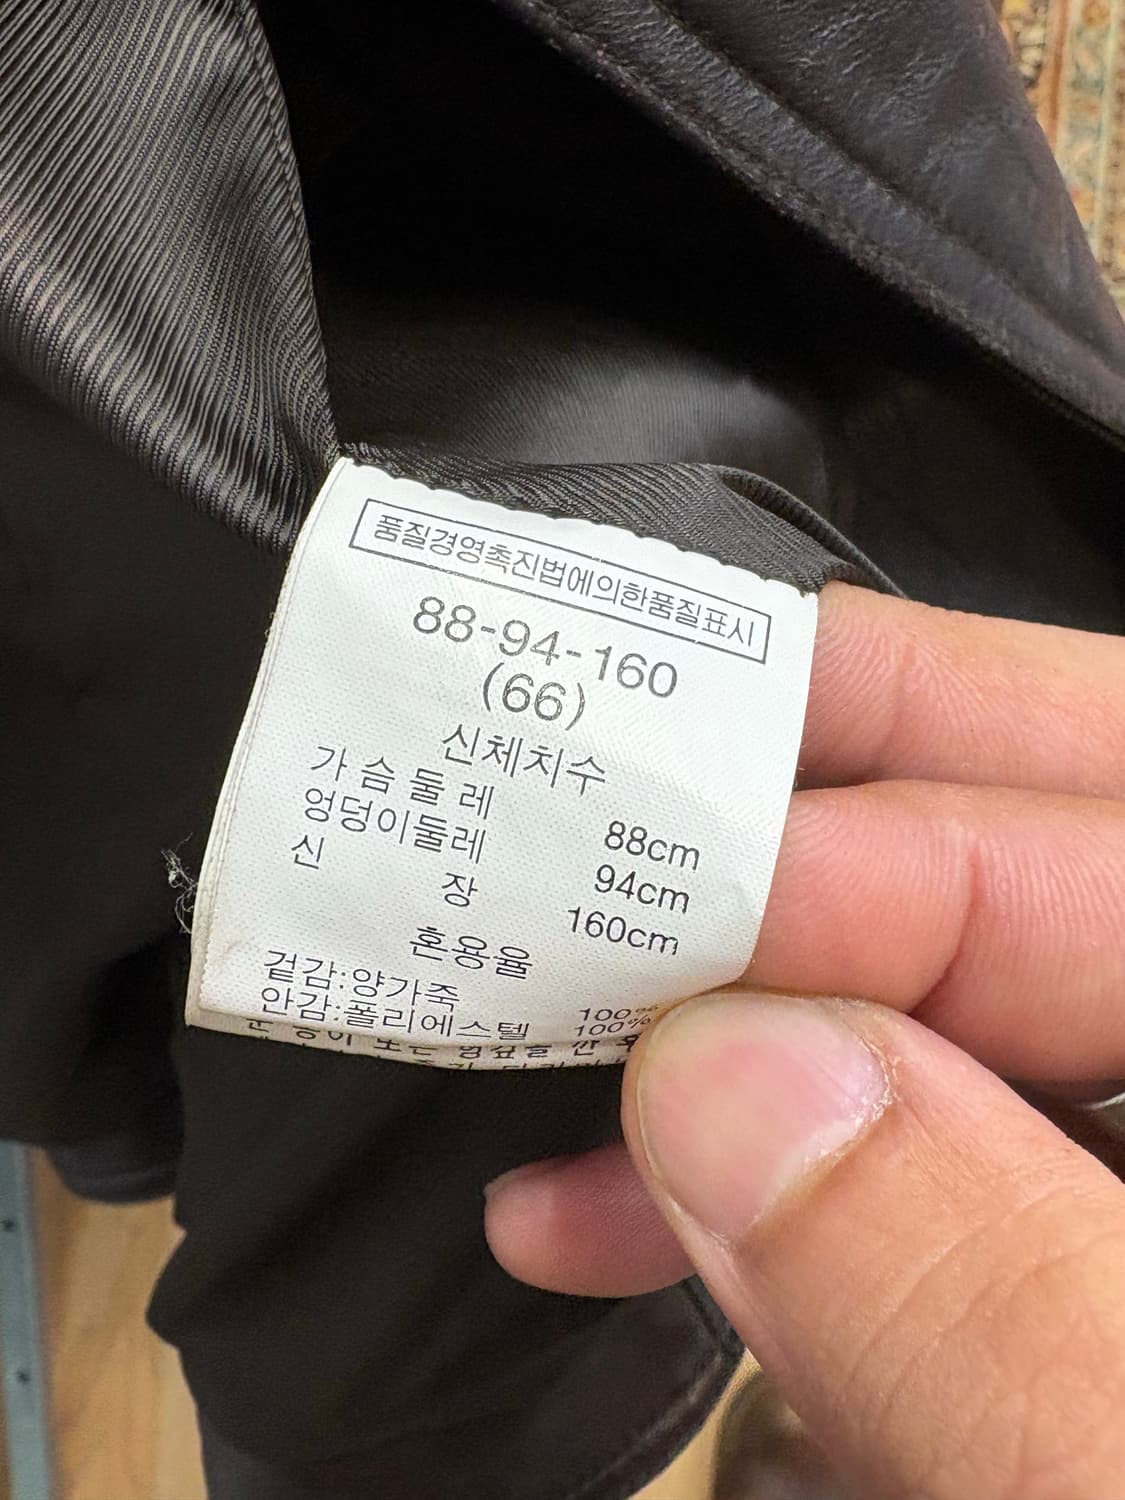 품질경영촉진법에의한품질표시
88-94-160
(66)
신체치수
가슴둘레 88cm
엉덩이둘레 94cm
신장 160cm
혼용율
겉감:양가죽 100%
안감:폴리에스텔 100%